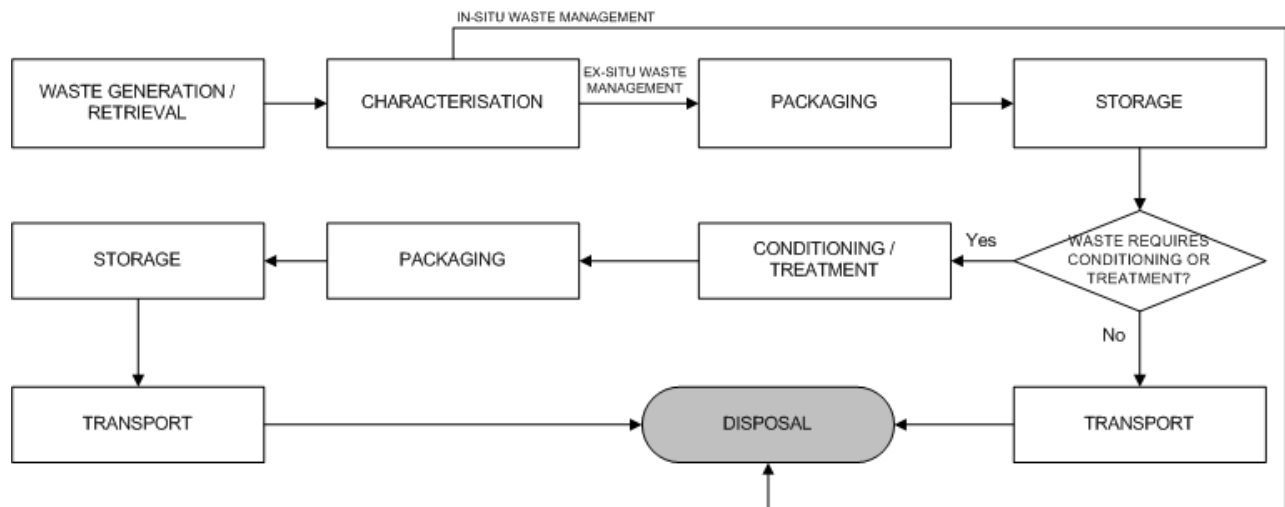 IN-SITU WASTE MANAGEMENT
WASTE GENERATION /
RETRIEVAL
CHARACTERISATION
EX-SITU WASTE
MANAGEMENT
PACKAGING
STORAGE
STORAGE
PACKAGING
CONDITIONING /
TREATMENT
Yes
WASTE REQUIRES
CONDITIONING OR
TREATMENT?
No
TRANSPORT
DISPOSAL
TRANSPORT